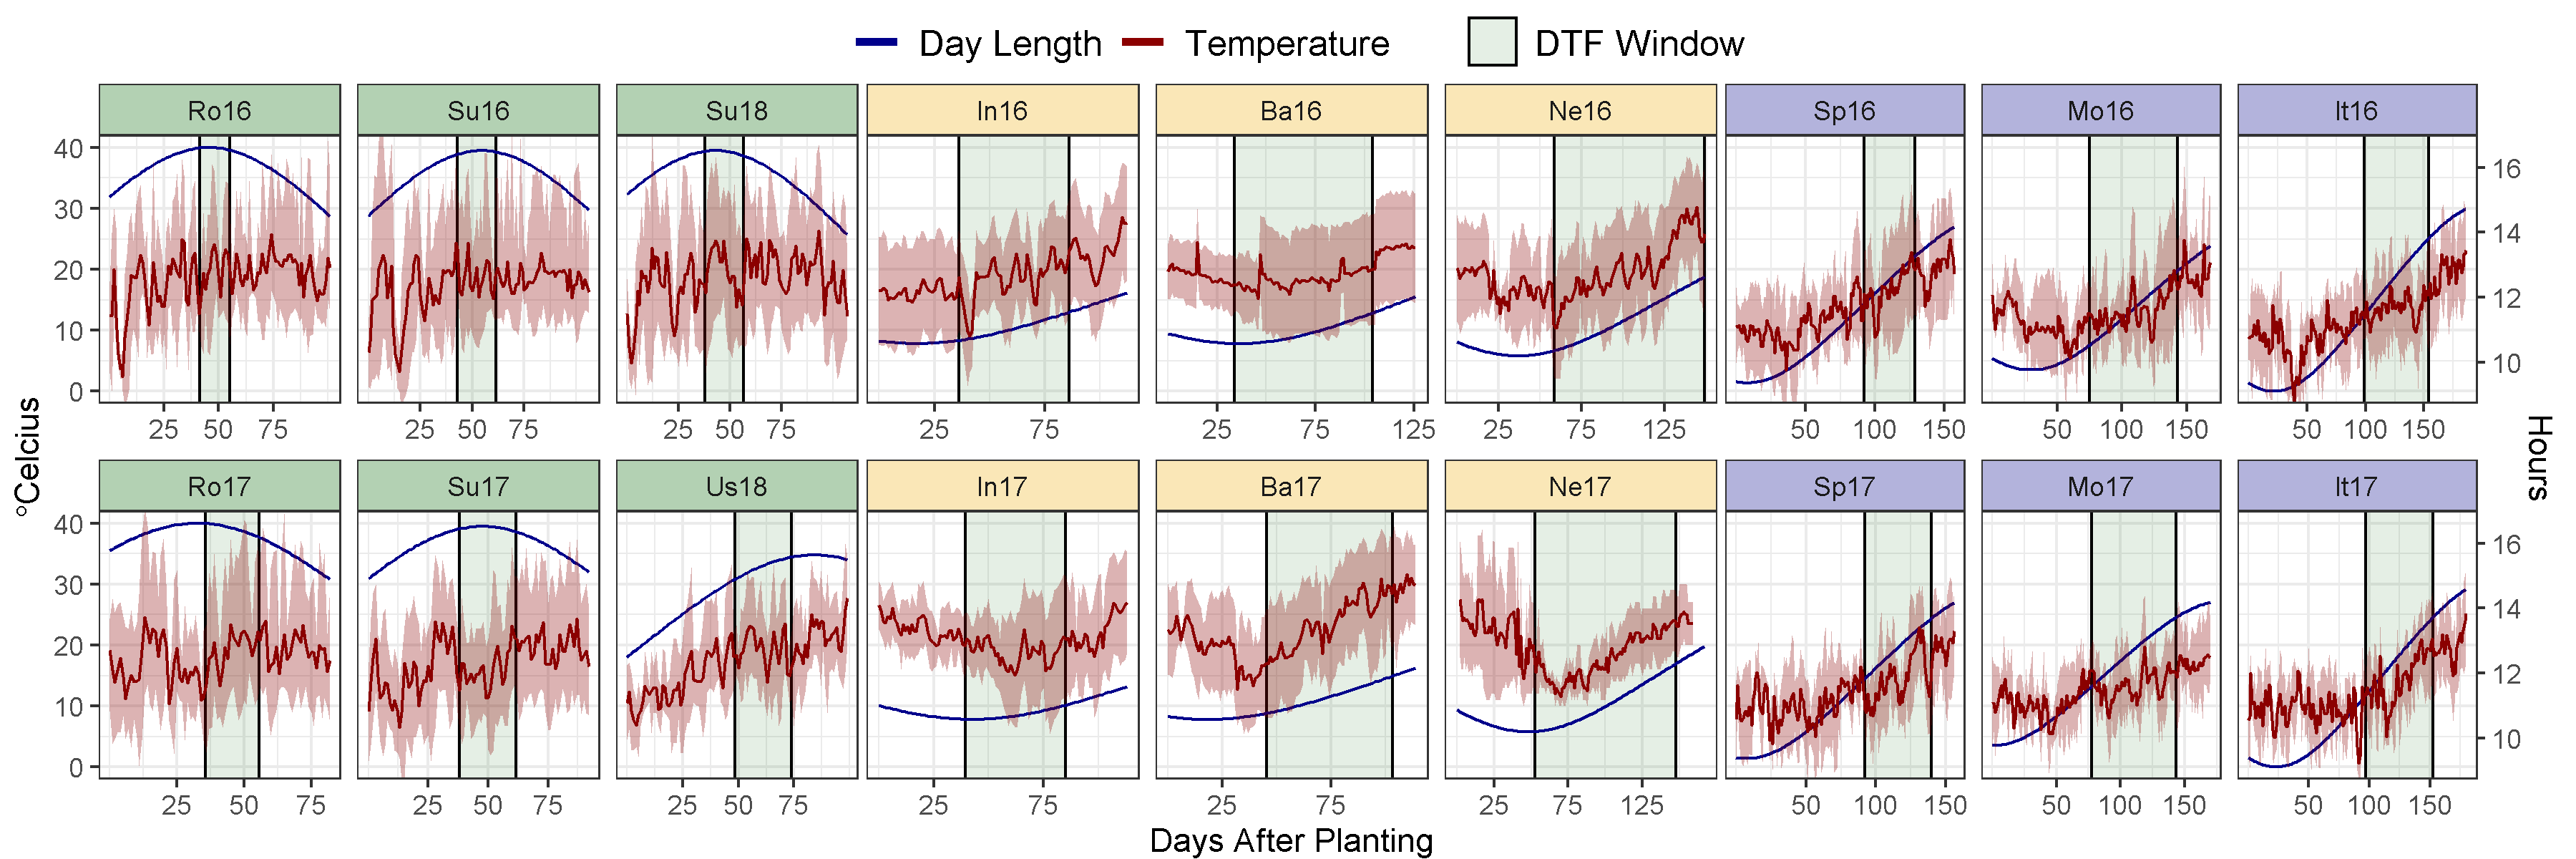 Day Length Temperature DTF Window
Ro16 Su16 Su18 In16 Ba16 Ne16 Sp16 Mo16 It16
40 16
30 14
20 12
10 10
0
25 50 75 25 50 75 25 50 75 25 75 25 75 125 25 75 125 50 100 150 50 100 150 50 100 150
°Celcius
Hours
Ro17 Su17 Us18 In17 Ba17 Ne17 Sp17 Mo17 It17
40 16
30 14
20 12
10 10
0
25 50 75 25 50 75 25 50 75 25 75 25 75 25 75 125 50 100 150 50 100 150 50 100 150
Days After Planting